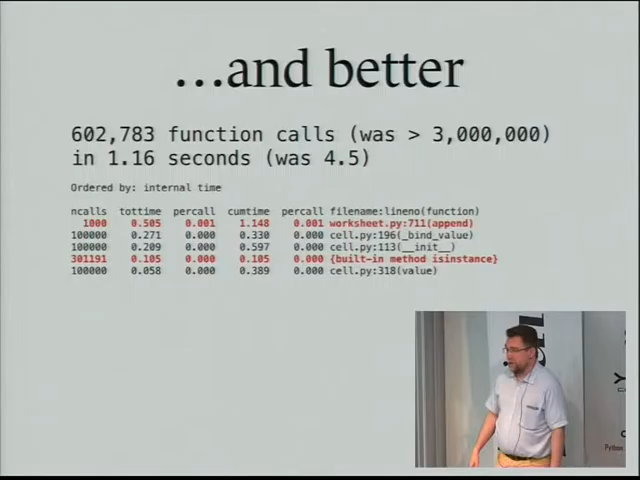 ...and better
602,783 function calls (was > 3,000,000)
in 1.16 seconds (was 4.5)
Ordered by: internal time
ncalls tottime percall cumtime percall filename:lineno(function)
1000 0.505 0.001 1.148 0.001 worksheet.py:711(append)
100000 0.271 0.000 0.330 0.000 cell.py:196(_bind_value)
100000 0.209 0.000 0.597 0.000 cell.py:113(__init__)
301191 0.105 0.000 0.105 0.000 {built-in method isinstance}
100000 0.058 0.000 0.389 0.000 cell.py:318(value)
Python